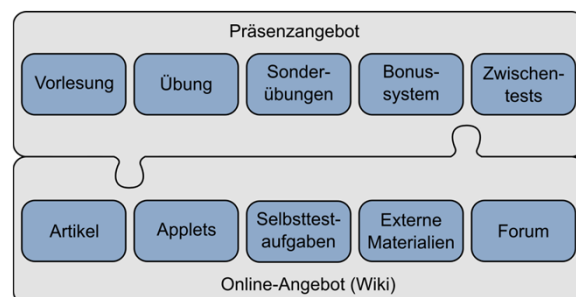 Präsenzangebot
Vorlesung
Übung
Sonder-
übungen
Bonus-
system
Zwischen-
tests
Artikel
Applets
Selbsttest-
aufgaben
Externe
Materialien
Forum
Online-Angebot (Wiki)